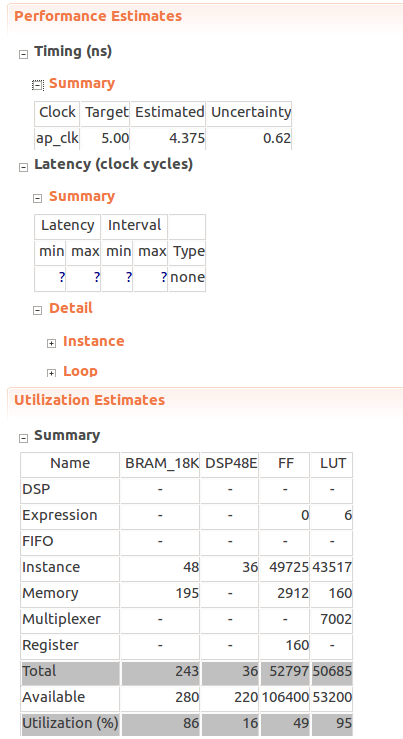 Performance Estimates
Timing (ns)
Summary
Clock Target Estimated Uncertainty
ap_clk 5.00 4.375 0.62
Latency (clock cycles)
Summary
Latency Interval
min max min max Type
? ? ? ? none
Detail
Instance
Loop
Utilization Estimates
Summary
Name BRAM_18K DSP48E FF LUT
DSP - - - -
Expression - - 0 6
FIFO - - - -
Instance 48 36 49725 43517
Memory 195 - 2912 160
Multiplexer - - - 7002
Register - - 160 -
Total 243 36 52797 50685
Available 280 220 106400 53200
Utilization (%) 86 16 49 95